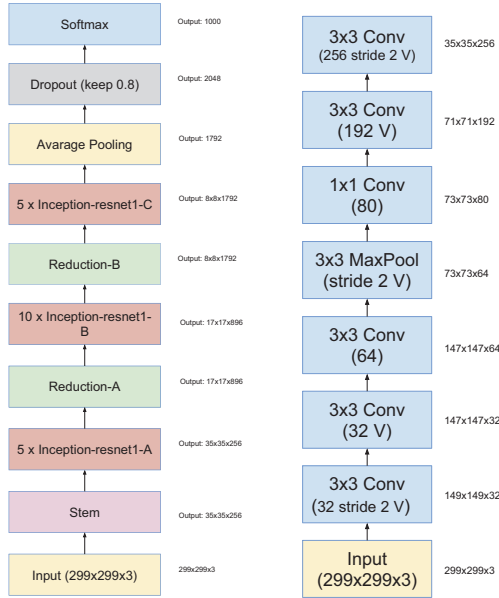 Softmax
Output: 1000
Dropout (keep 0.8)
Output: 2048
Avarage Pooling
Output: 1792
5 x Inception-resnet1-C
Output: 8x8x1792
Reduction-B
Output: 8x8x1792
10 x Inception-resnet1-
B
Output: 17x17x896
Reduction-A
Output: 17x17x896
5 x Inception-resnet1-A
Output: 35x35x256
Stem
Output: 35x35x256
Input (299x299x3)
299x299x3
3x3 Conv
(256 stride 2 V)
35x35x256
3x3 Conv
(192 V)
71x71x192
1x1 Conv
(80)
73x73x80
3x3 MaxPool
(stride 2 V)
73x73x64
3x3 Conv
(64)
147x147x64
3x3 Conv
(32 V)
147x147x32
3x3 Conv
(32 stride 2 V)
149x149x32
Input
(299x299x3)
299x299x3